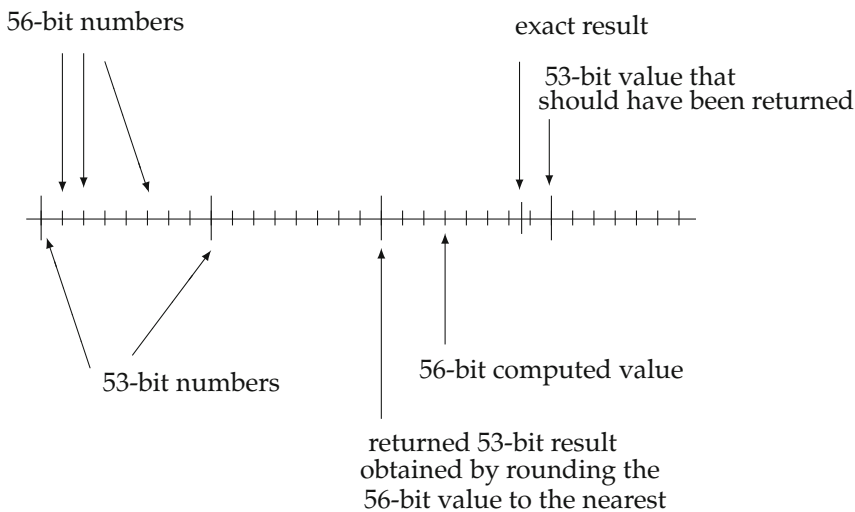 56-bit numbers
exact result
53-bit value that
should have been returned
53-bit numbers
56-bit computed value
returned 53-bit result
obtained by rounding the
56-bit value to the nearest